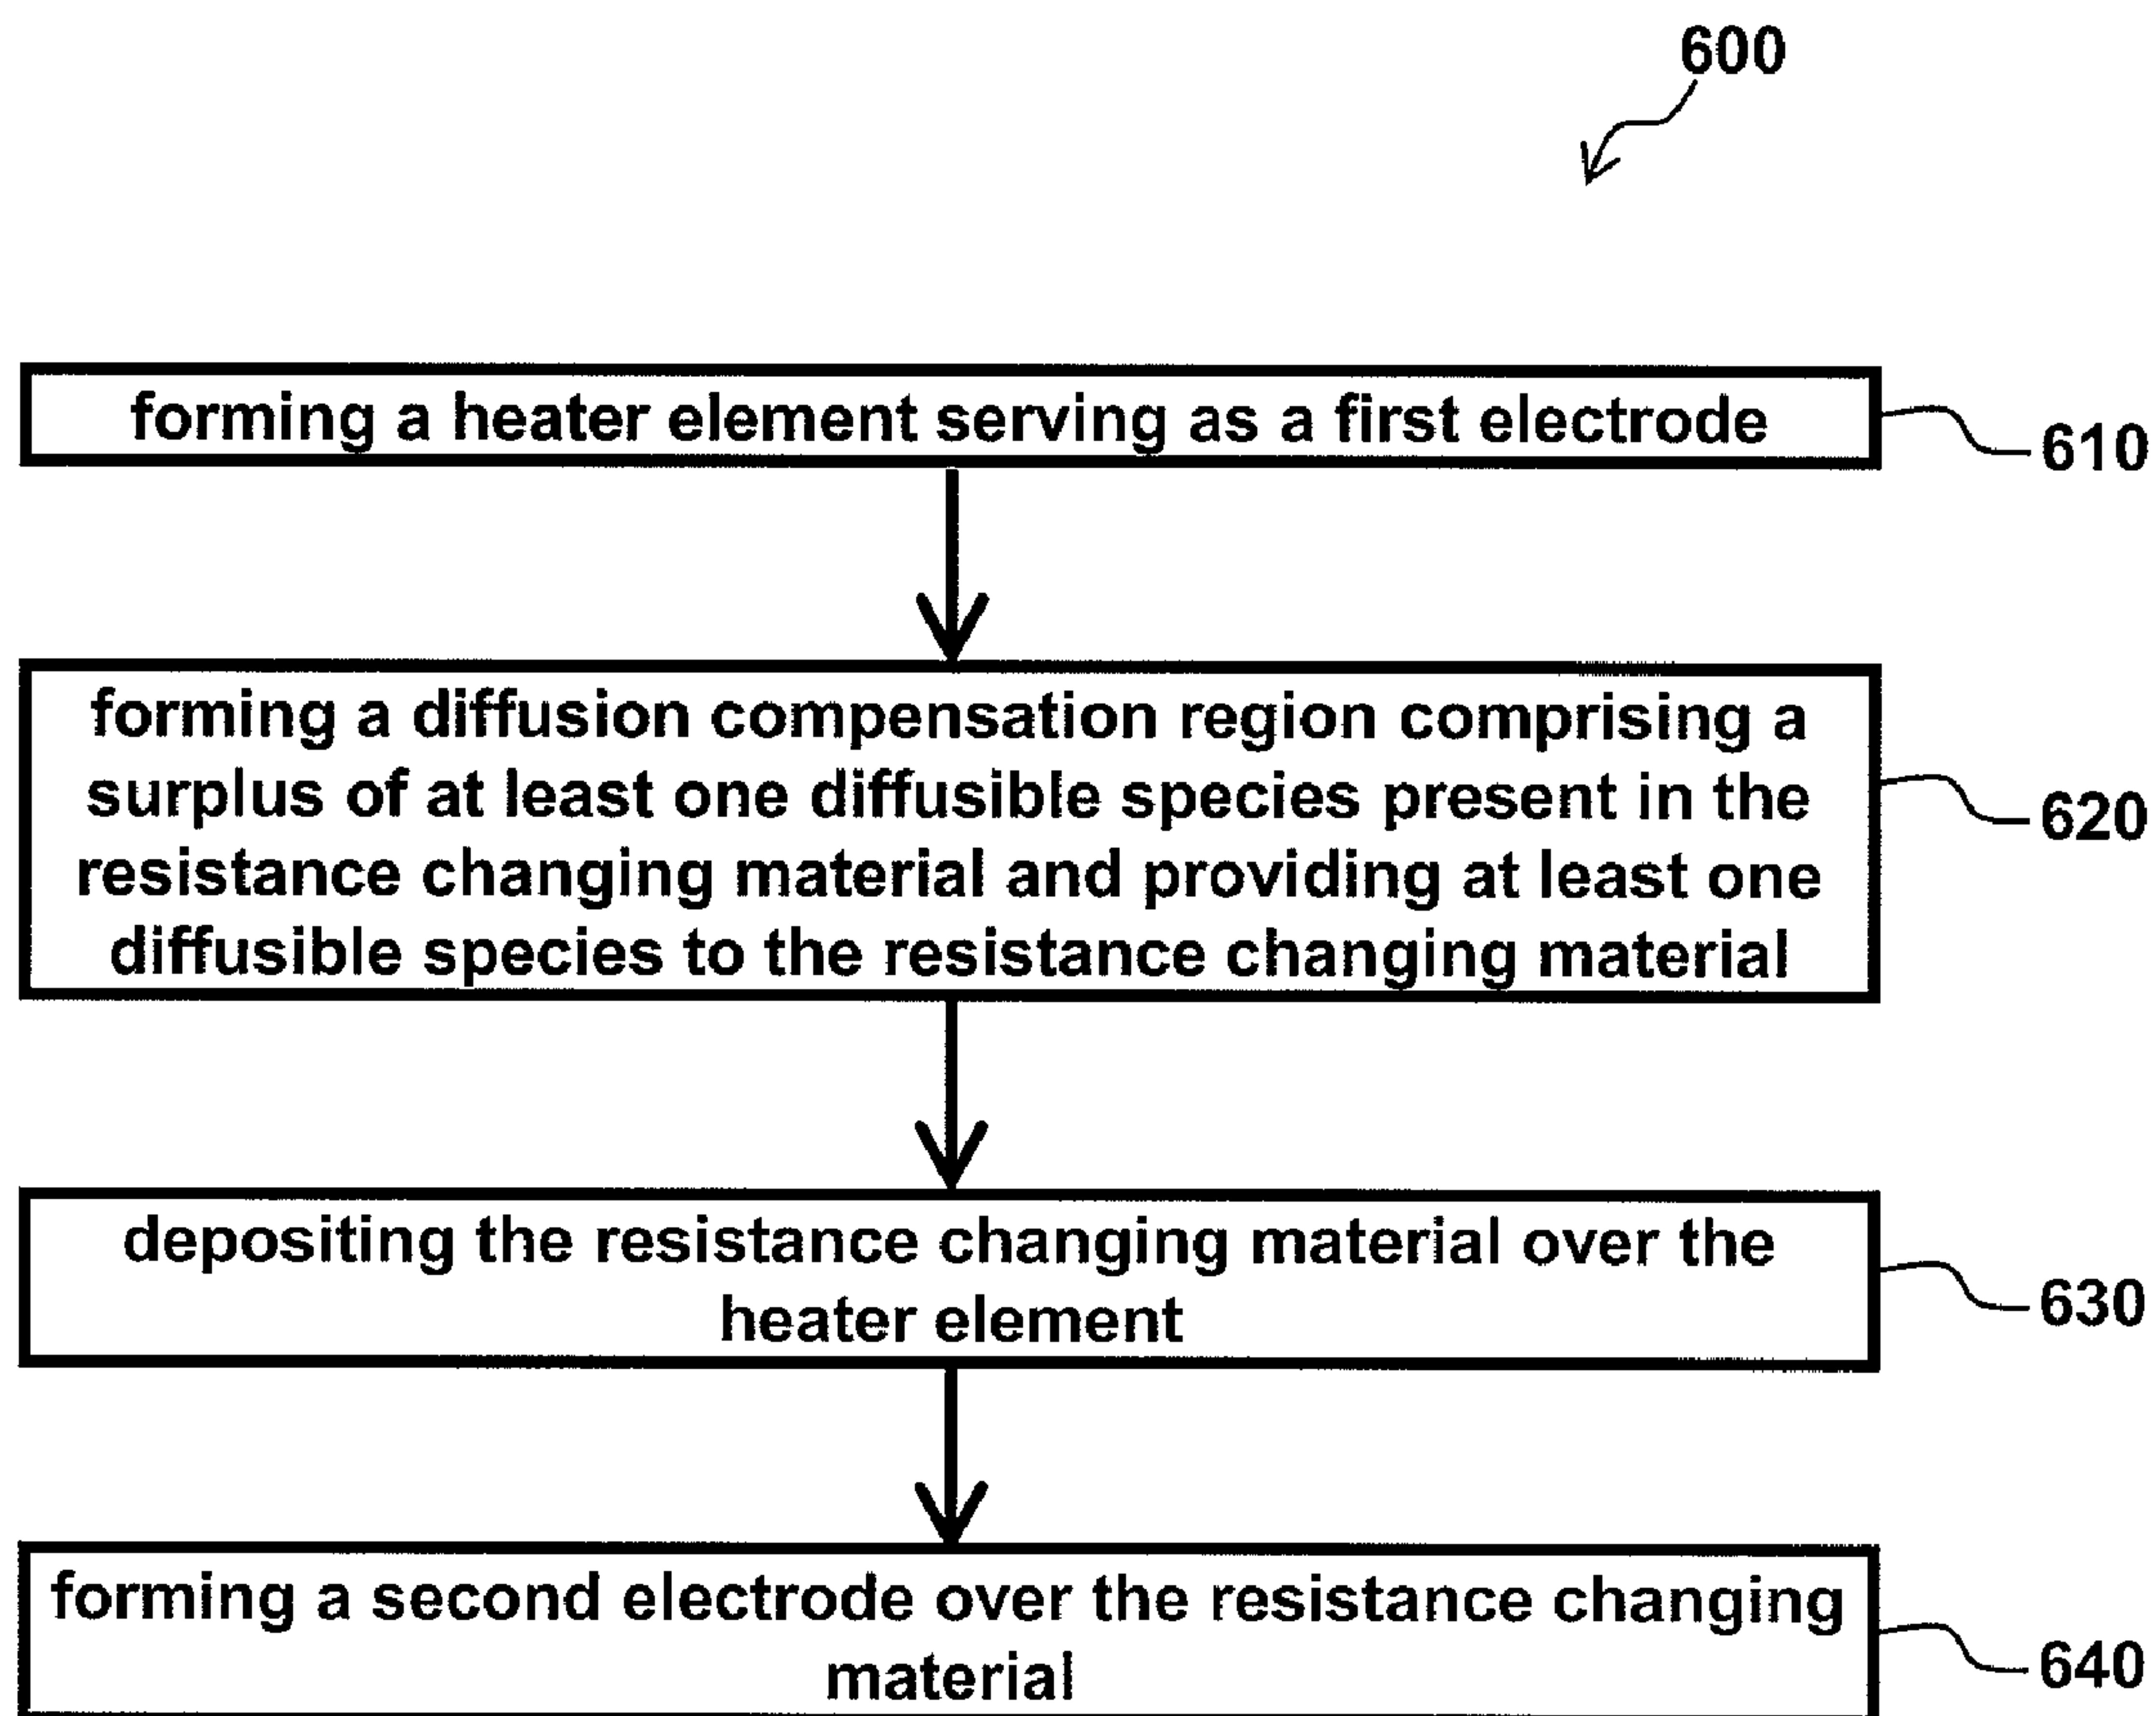 600
forming a heater element serving as a first electrode
610
forming a diffusion compensation region comprising a
surplus of at least one diffusible species present in the
resistance changing material and providing at least one
diffusible species to the resistance changing material
620
depositing the resistance changing material over the
heater element
630
forming a second electrode over the resistance changing
material
640